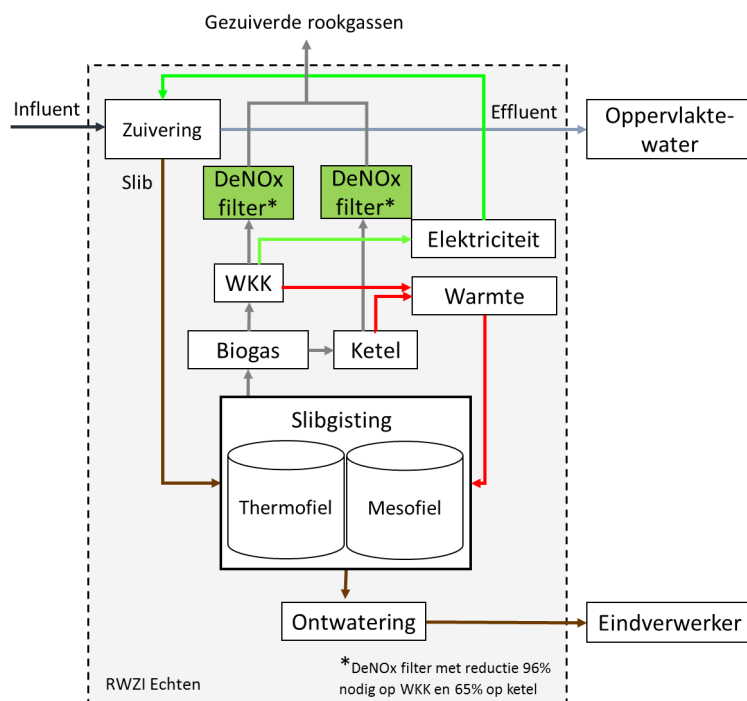 Gezuiverde rookgassen
Influent
Zuivering
Effluent
Oppervlakte-
water
Slib
DeNOx
filter*
DeNOx
filter*
Elektriciteit
WKK
Warmte
Biogas
Ketel
Slibgisting
Thermofiel
Mesofiel
Ontwatering
Eindverwerker
*DeNOx filter met reductie 96%
nodig op WKK en 65% op ketel
RWZI Echten